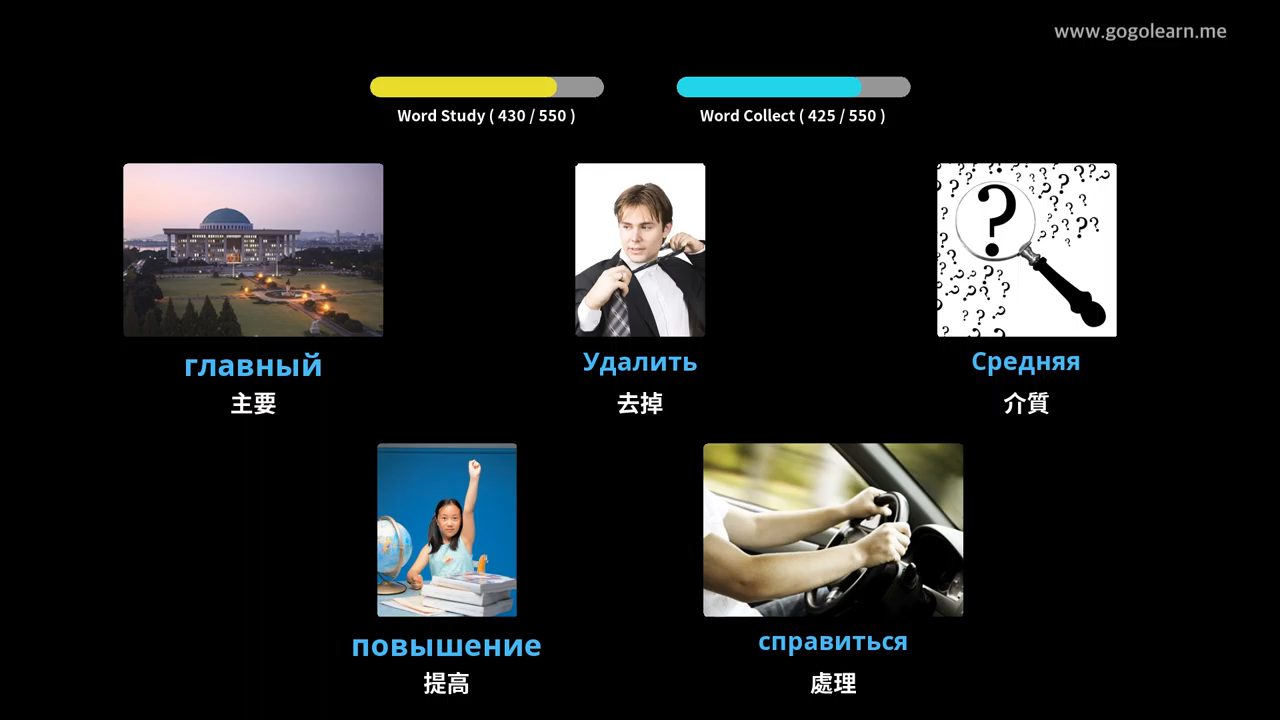 www.gogolearn.me
Word Study ( 430 / 550 )
Word Collect ( 425 / 550 )
главный
主要
Удалить
去掉
Средняя
介質
повышение
提高
справиться
處理